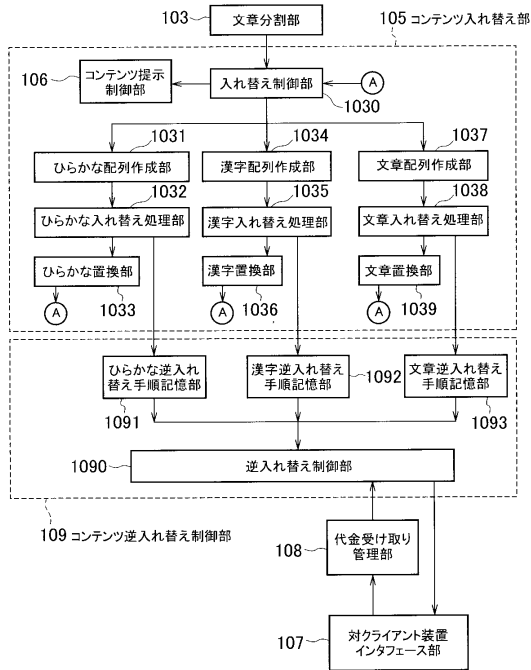 103
文章分割部
105 コンテンツ入れ替え部
106
コンテンツ提示
制御部
入れ替え制御部
A
1030
1031
1034
1037
ひらかな配列作成部
漢字配列作成部
文章配列作成部
1032
1035
1038
ひらかな入れ替え処理部
漢字入れ替え処理部
文章入れ替え処理部
ひらかな置換部
漢字置換部
文章置換部
1033
1036
1039
A
A
A
ひらかな逆入れ
替え手順記憶部
1091
漢字逆入れ替え
手順記憶部
1092
文章逆入れ替え
手順記憶部
1093
1090
逆入れ替え制御部
109 コンテンツ逆入れ替え制御部
108
代金受け取り
管理部
107
対クライアント装置
インタフェース部